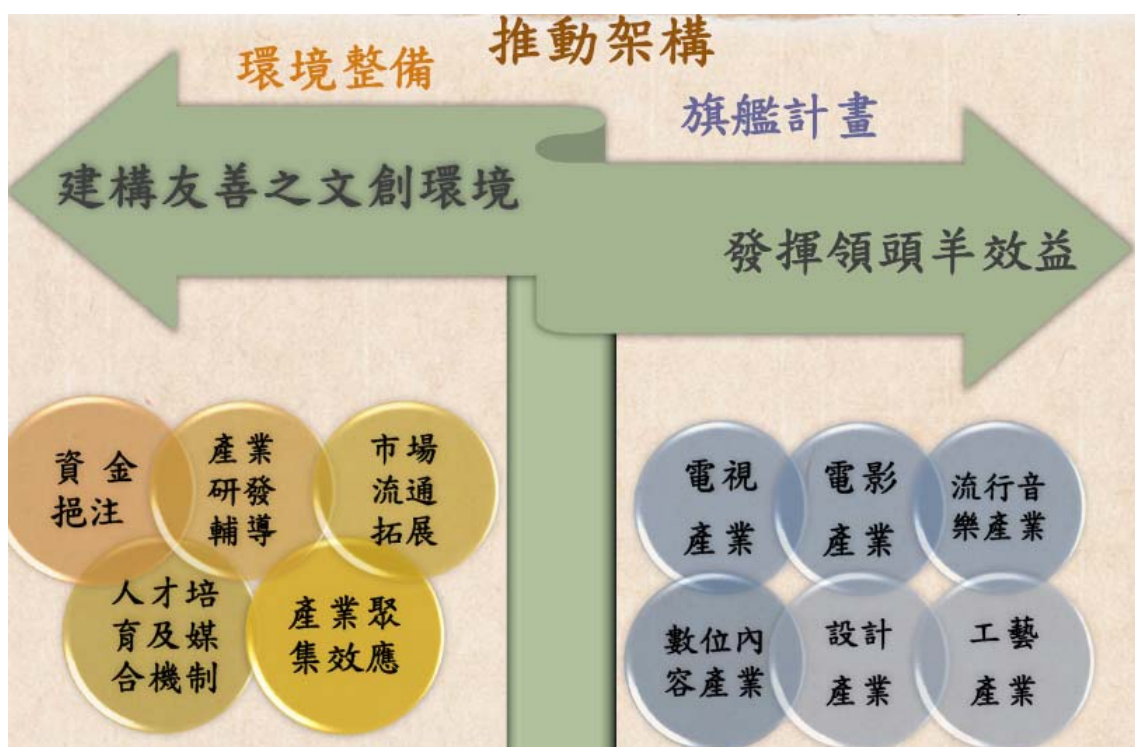 推動架構
環境整備
旗艦計畫
建構友善之文創環境
發揮領頭羊效益
資金
挹注
產業
研發
輔導
市場
流通
拓展
人才培
育及媒
合機制
產業聚
集效應
電視
產業
電影
產業
流行音
樂產業
數位內
容產業
設計
產業
工藝
產業